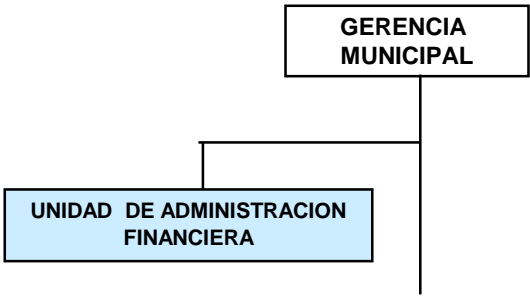 GERENCIA
MUNICIPAL
UNIDAD DE ADMINISTRACION
FINANCIERA